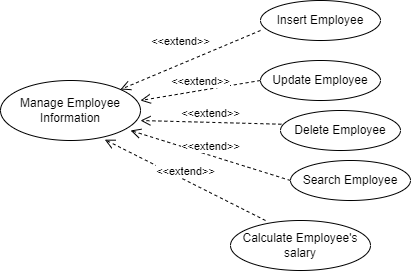 Insert Employee
<<extend>>
Update Employee
<<extend>>
Manage Employee
Information
<<extend>>
Delete Employee
<<extend>>
Search Employee
<<extend>>
Calculate Employee's
salary